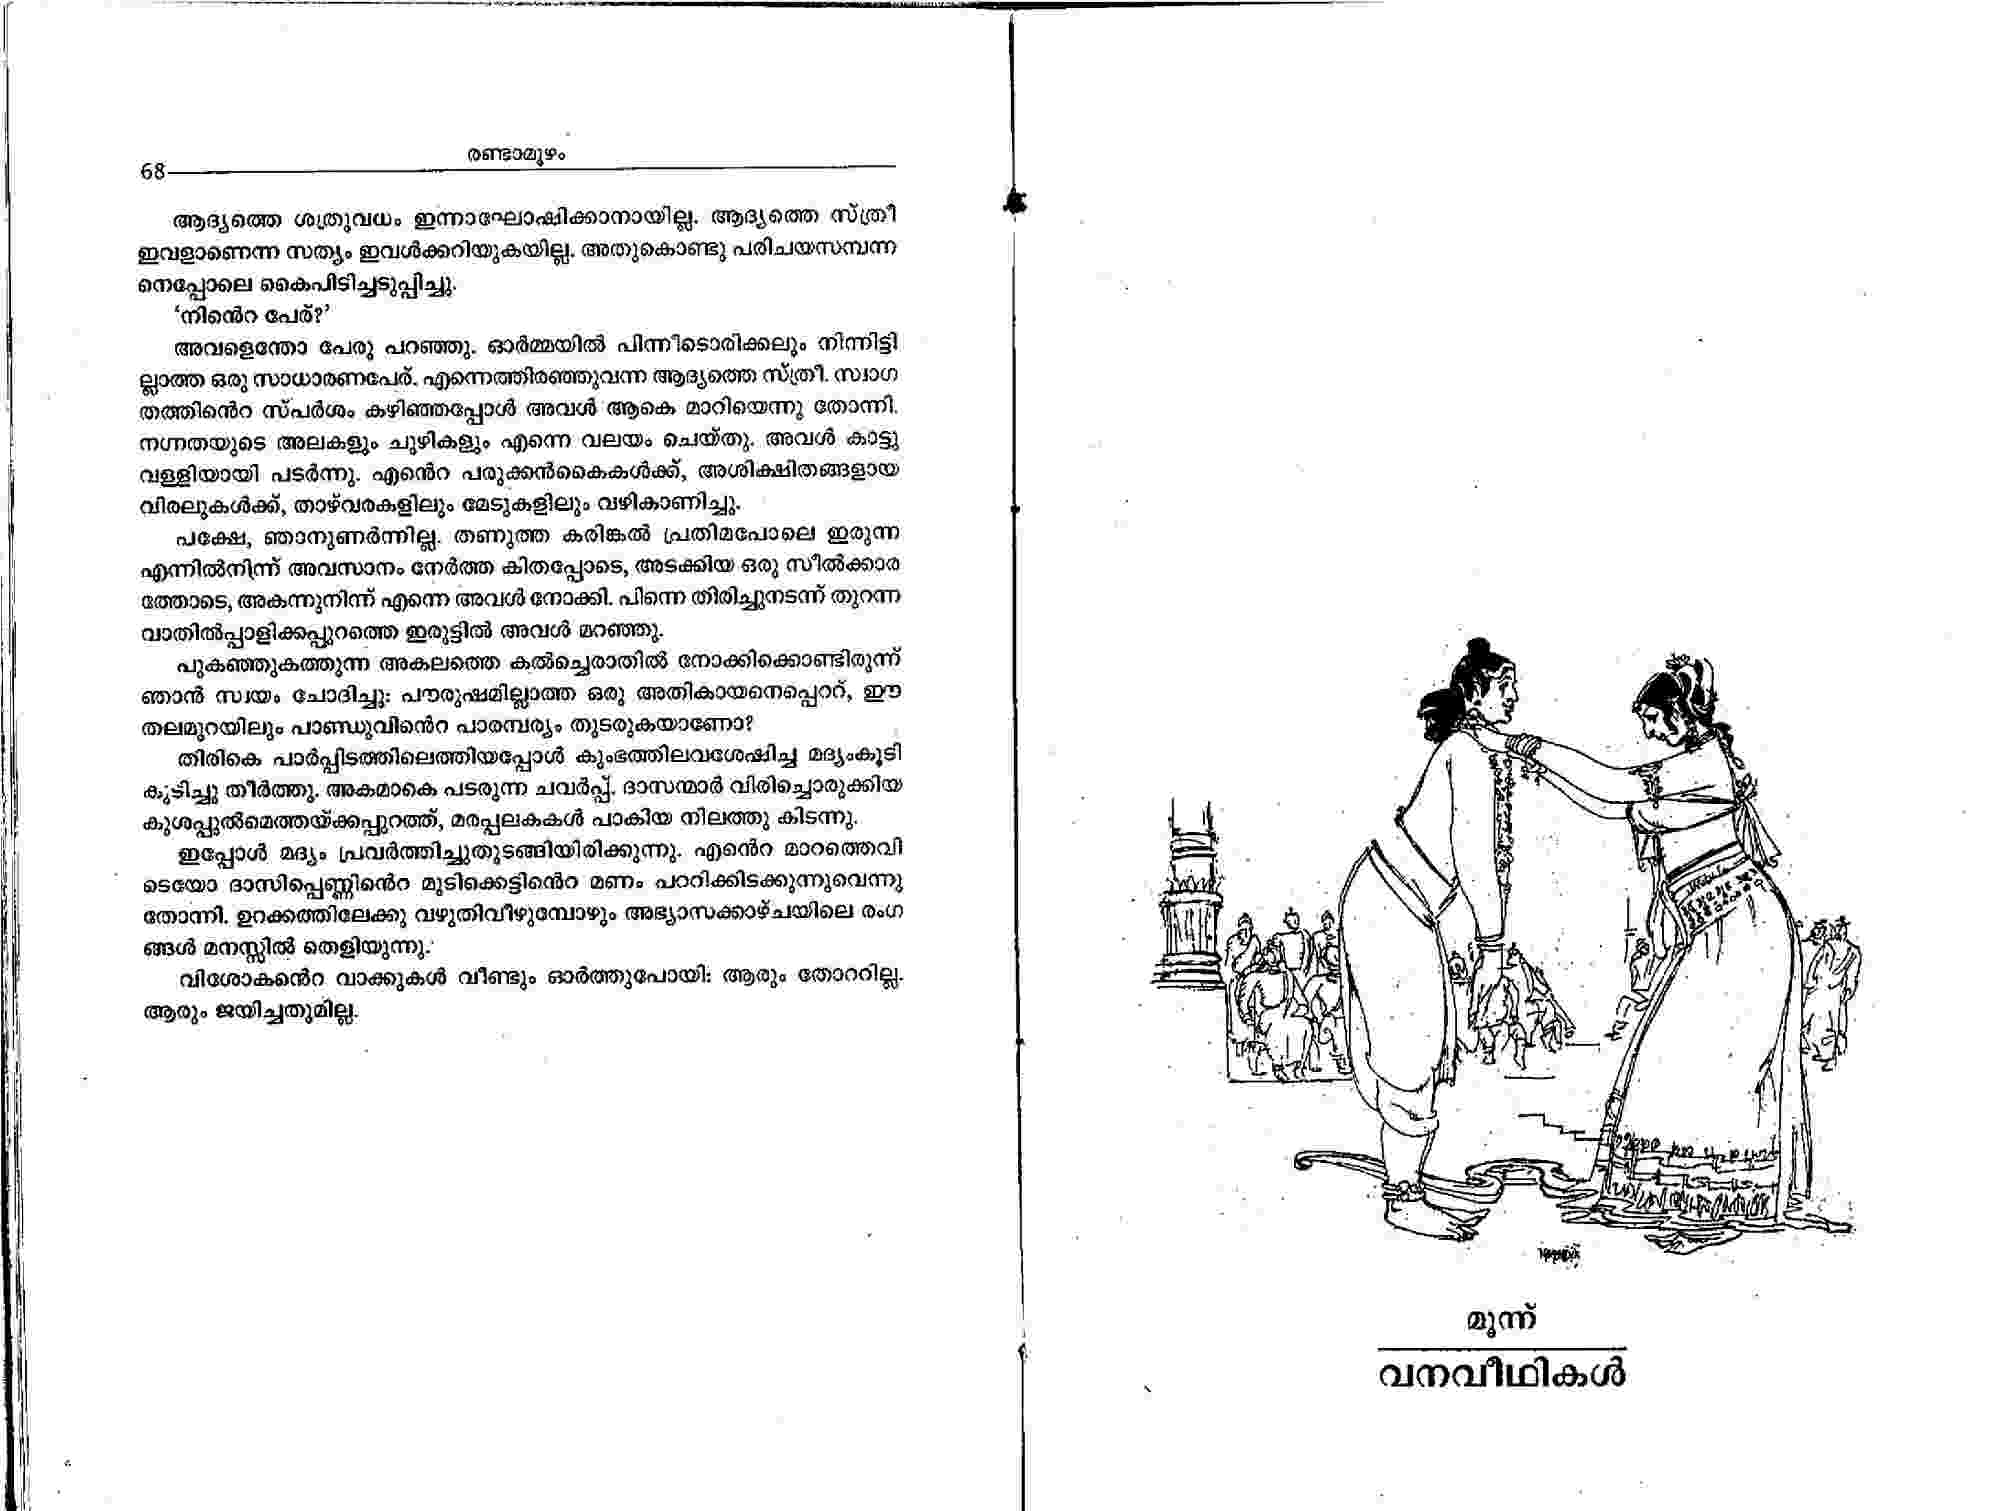 രണ്ടാമൂഴം
68
ആദ്യത്തെ ശത്രുവധം ഇന്നാഘോഷിക്കാനായില്ല. ആദ്യത്തെ സ്ത്രീ
ഇവളാണെന്ന സത്യം ഇവൾക്കറിയുകയില്ല. അതുകൊണ്ടു പരിചയസമ്പന്ന
നെപ്പോലെ കൈപിടിച്ചടുപ്പിച്ചു.
‘നിൻെറ പേര്?’
അവളെന്തോ പേരു പറഞ്ഞു. ഓർമ്മയിൽ പിന്നീടൊരിക്കലും നിന്നിട്ടി
ല്ലാത്ത ഒരു സാധാരണപേര്. എന്നെത്തിരഞ്ഞുവന്ന ആദ്യത്തെ സ്ത്രീ. സ്വാഗ
തത്തിൻെറ സ്പർശം കഴിഞ്ഞപ്പോൾ അവൾ ആകെ മാറിയെന്നു തോന്നി.
നഗ്നതയുടെ അലകളും ചുഴികളും എന്നെ വലയം ചെയ്തു. അവൾ കാട്ടു
വള്ളിയായി പടർന്നു. എൻെറ പരുക്കൻകൈകൾക്ക്, അശിക്ഷിതങ്ങളായ
വിരലുകൾക്ക്, താഴ്‌വരകളിലും മേടുകളിലും വഴികാണിച്ചു.
പക്ഷേ, ഞാനുണർന്നില്ല. തണുത്ത കരിങ്കൽ പ്രതിമപോലെ ഇരുന്ന
എന്നിൽനിന്ന് അവസാനം നേർത്ത കിതപ്പോടെ, അടക്കിയ ഒരു സീൽക്കാര
ത്തോടെ, അകന്നുനിന്ന് എന്നെ അവൾ നോക്കി. പിന്നെ തിരിച്ചുനടന്ന് തുറന്ന
വാതിൽപ്പാളിക്കപ്പുറത്തെ ഇരുട്ടിൽ അവൾ മറഞ്ഞു.
പുകഞ്ഞുകത്തുന്ന അകലത്തെ കൽച്ചെരാതിൽ നോക്കിക്കൊണ്ടിരുന്ന്
ഞാൻ സ്വയം ചോദിച്ചു: പൗരുഷമില്ലാത്ത ഒരു അതികായനെപ്പെററ്, ഈ
തലമുറയിലും പാണ്ഡുവിൻെറ പാരമ്പര്യം തുടരുകയാണോ?
തിരികെ പാർപ്പിടത്തിലെത്തിയപ്പോൾ കുംഭത്തിലവശേഷിച്ച മദ്യംകൂടി
കുടിച്ചു തീർത്തു. അകമാകെ പടരുന്ന ചവർപ്പ്. ദാസന്മാർ വിരിച്ചൊരുക്കിയ
കുശപ്പുൽമെത്തയ്ക്കപ്പുറത്ത്, മരപ്പലകകൾ പാകിയ നിലത്തു കിടന്നു.
ഇപ്പോൾ മദ്യം പ്രവർത്തിച്ചുതുടങ്ങിയിരിക്കുന്നു. എൻെറ മാറത്തെവി
ടെയോ ദാസിപ്പെണ്ണിൻെറ മുടിക്കെട്ടിൻെറ മണം പററിക്കിടക്കുന്നുവെന്നു
തോന്നി. ഉറക്കത്തിലേക്കു വഴുതിവീഴുമ്പോഴും അഭ്യാസക്കാഴ്ചയിലെ രംഗ
ങ്ങൾ മനസ്സിൽ തെളിയുന്നു.
വിശോകൻെറ വാക്കുകൾ വീണ്ടും ഓർത്തുപോയി: ആരും തോററില്ല.
ആരും ജയിച്ചതുമില്ല.
മൂന്ന്
വനവീഥികൾ